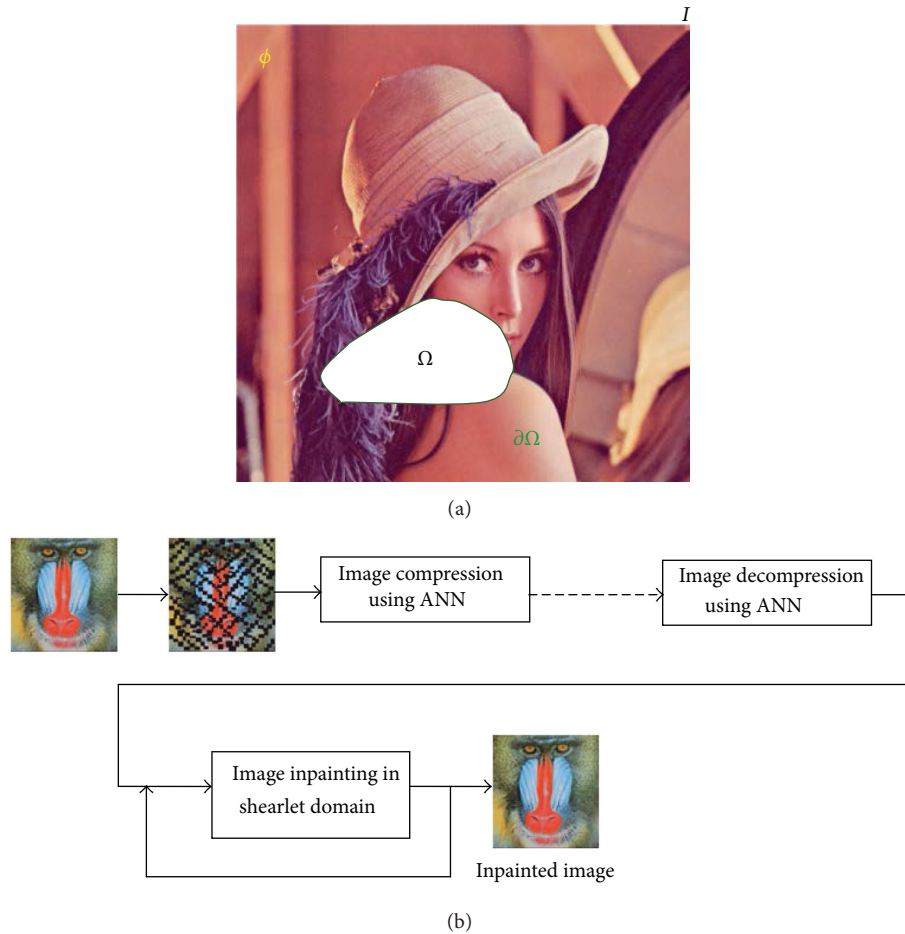 I
ϕ
Ω
∂Ω
(a)
Image compression
using ANN
Image decompression
using ANN
Image inpainting in
shearlet domain
Inpainted image
(b)